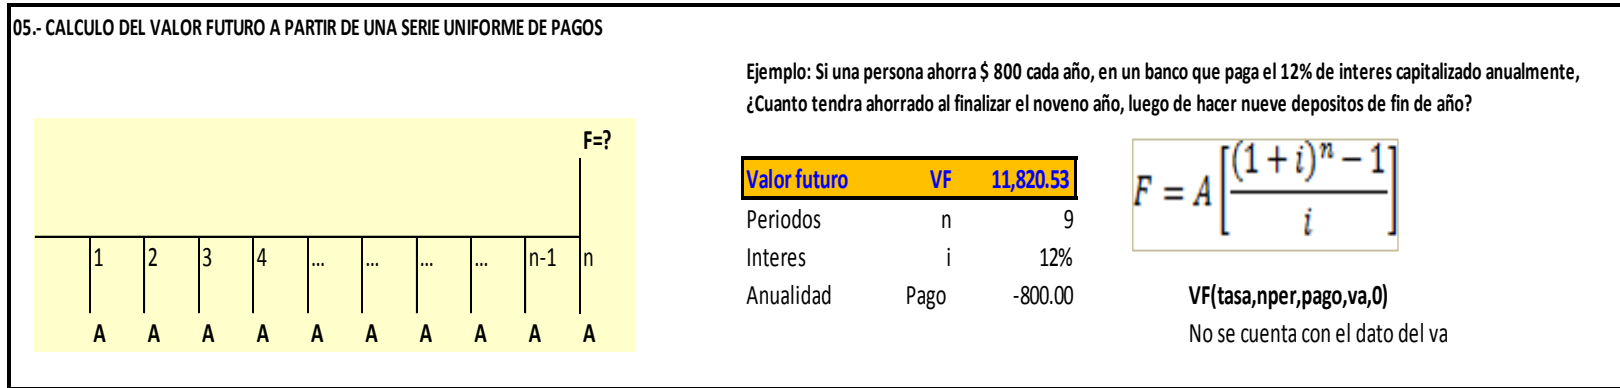 05.- CALCULO DEL VALOR FUTURO A PARTIR DE UNA SERIE UNIFORME DE PAGOS
Ejemplo: Si una persona ahorra $ 800 cada año, en un banco que paga el 12% de interes capitalizado anualmente,
¿Cuanto tendra ahorrado al finalizar el noveno año, luego de hacer nueve depositos de fin de año?
F=?
1 2 3 4 ... ... ... ... n-1 n
A A A A A A A A A A
Valor futuro VF 11,820.53
Periodos n 9
Interes i 12%
Anualidad Pago -800.00
F = A[((1 + i)^n − 1)/i]
VF(tasa,nper,pago,va,0)
No se cuenta con el dato del va